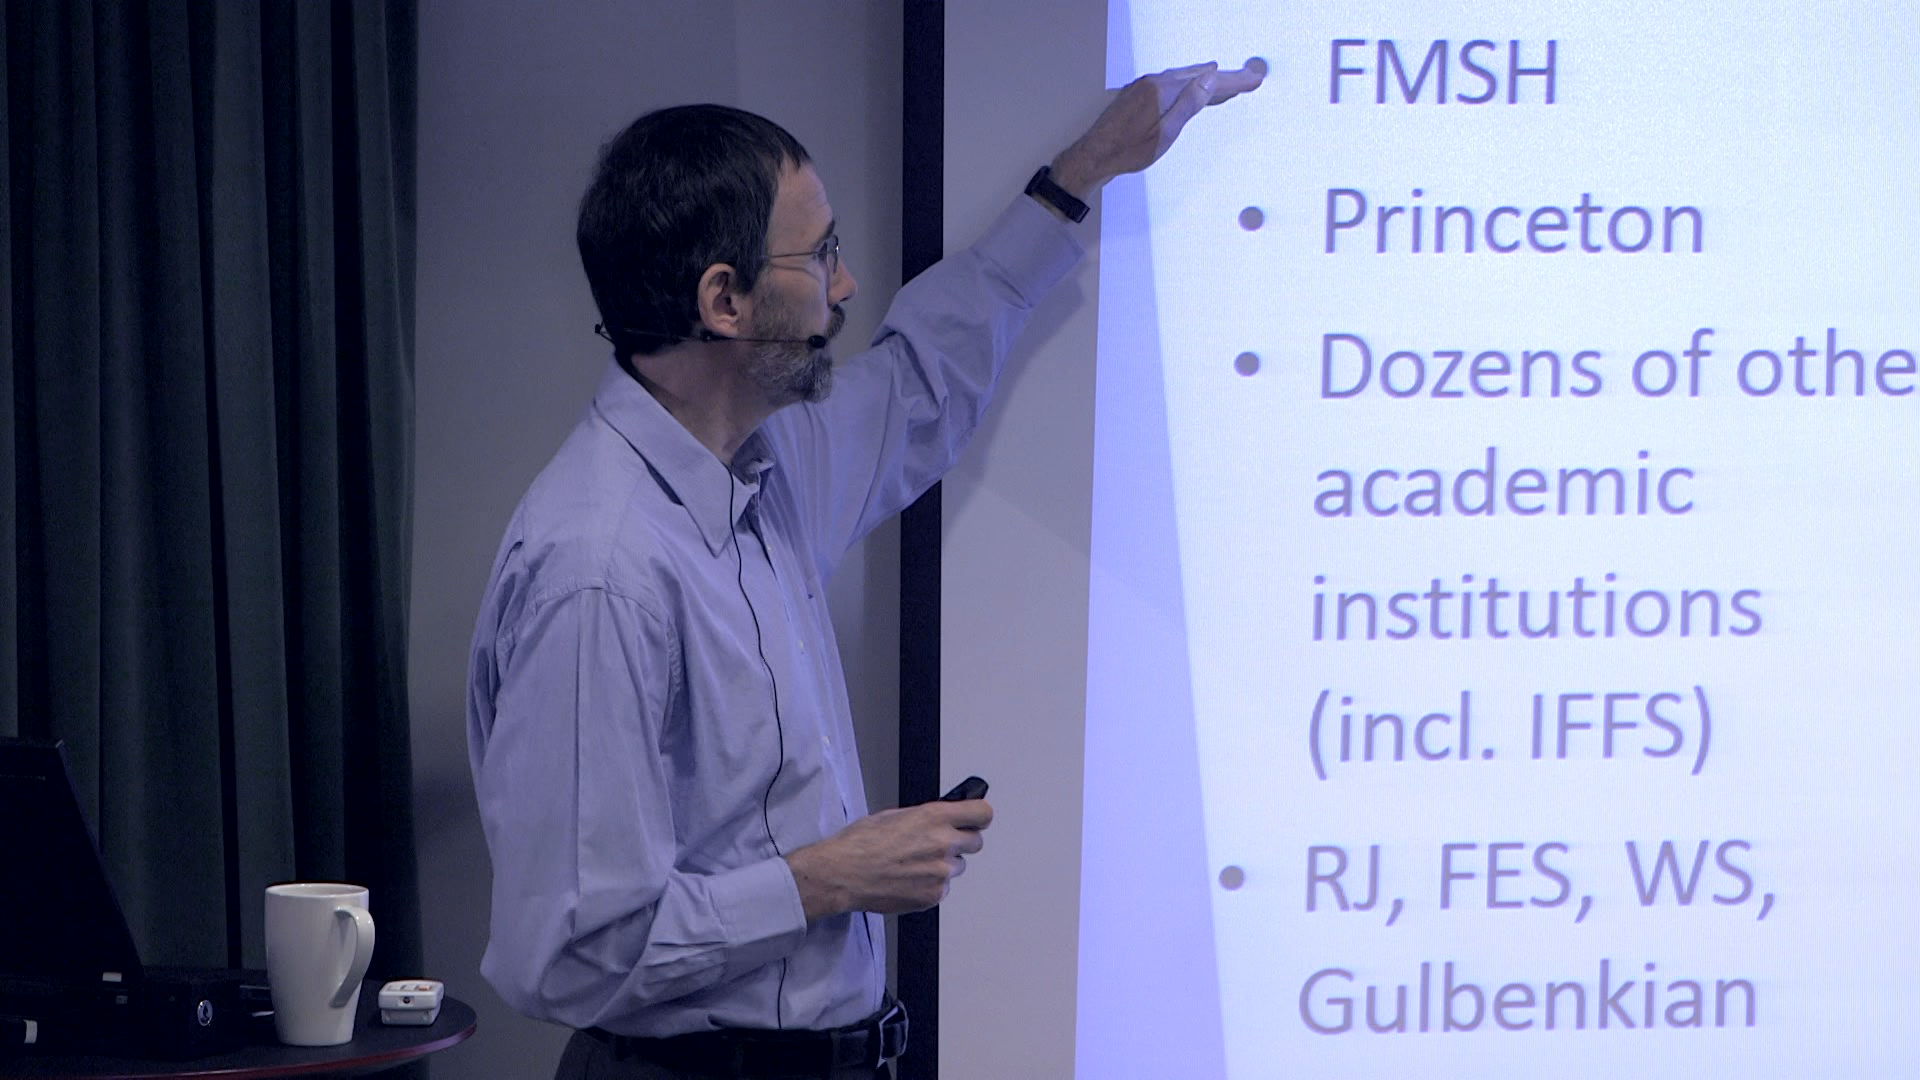 • FMSH
• Princeton
• Dozens of othe
academic
institutions
(incl. IFFS)
• RJ, FES, WS,
Gulbenkian